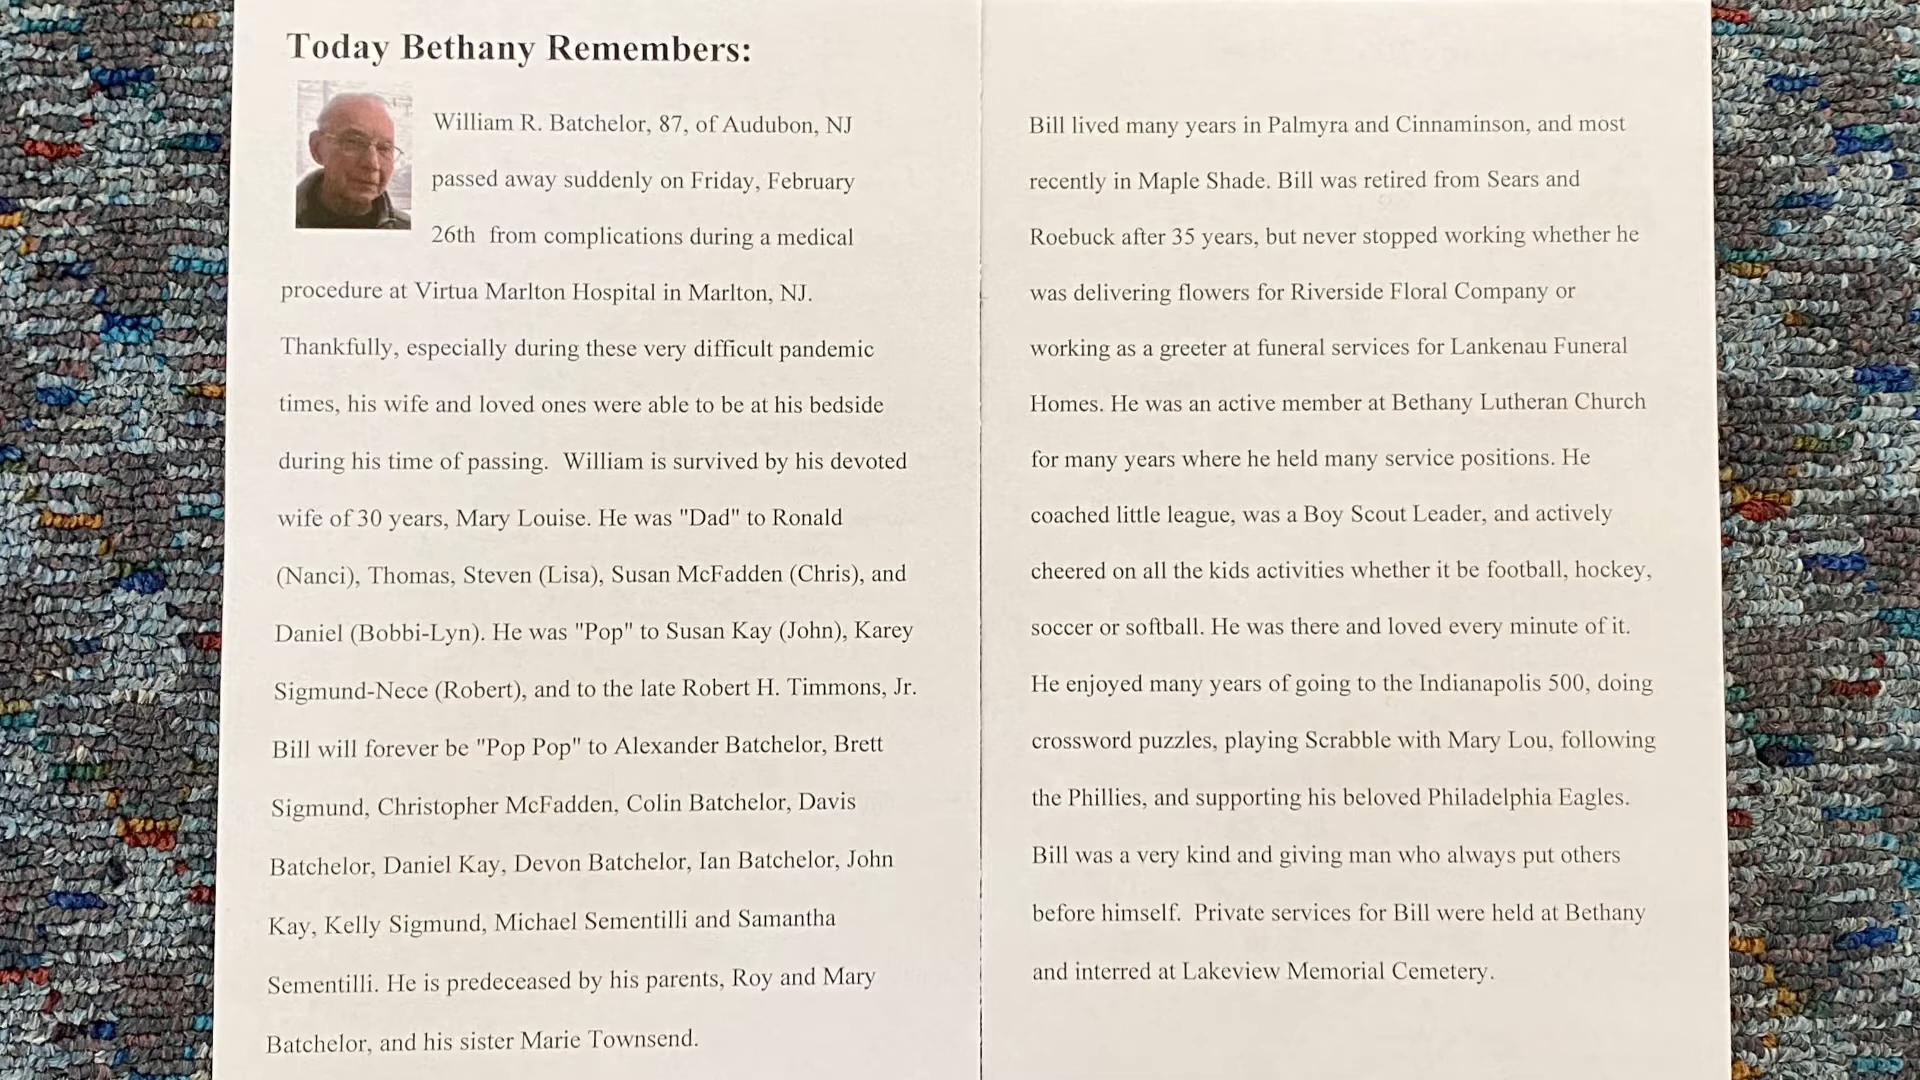 Today Bethany Remembers:
William R. Batchelor, 87, of Audubon, NJ
passed away suddenly on Friday, February
26th  from complications during a medical
procedure at Virtua Marlton Hospital in Marlton, NJ.
Thankfully, especially during these very difficult pandemic
times, his wife and loved ones were able to be at his bedside
during his time of passing.  William is survived by his devoted
wife of 30 years, Mary Louise. He was "Dad" to Ronald
(Nanci), Thomas, Steven (Lisa), Susan McFadden (Chris), and
Daniel (Bobbi-Lyn). He was "Pop" to Susan Kay (John), Karey
Sigmund-Nece (Robert), and to the late Robert H. Timmons, Jr.
Bill will forever be "Pop Pop" to Alexander Batchelor, Brett
Sigmund, Christopher McFadden, Colin Batchelor, Davis
Batchelor, Daniel Kay, Devon Batchelor, Ian Batchelor, John
Kay, Kelly Sigmund, Michael Sementilli and Samantha
Sementilli. He is predeceased by his parents, Roy and Mary
Batchelor, and his sister Marie Townsend.
Bill lived many years in Palmyra and Cinnaminson, and most
recently in Maple Shade. Bill was retired from Sears and
Roebuck after 35 years, but never stopped working whether he
was delivering flowers for Riverside Floral Company or
working as a greeter at funeral services for Lankenau Funeral
Homes. He was an active member at Bethany Lutheran Church
for many years where he held many service positions. He
coached little league, was a Boy Scout Leader, and actively
cheered on all the kids activities whether it be football, hockey,
soccer or softball. He was there and loved every minute of it.
He enjoyed many years of going to the Indianapolis 500, doing
crossword puzzles, playing Scrabble with Mary Lou, following
the Phillies, and supporting his beloved Philadelphia Eagles.
Bill was a very kind and giving man who always put others
before himself.  Private services for Bill were held at Bethany
and interred at Lakeview Memorial Cemetery.